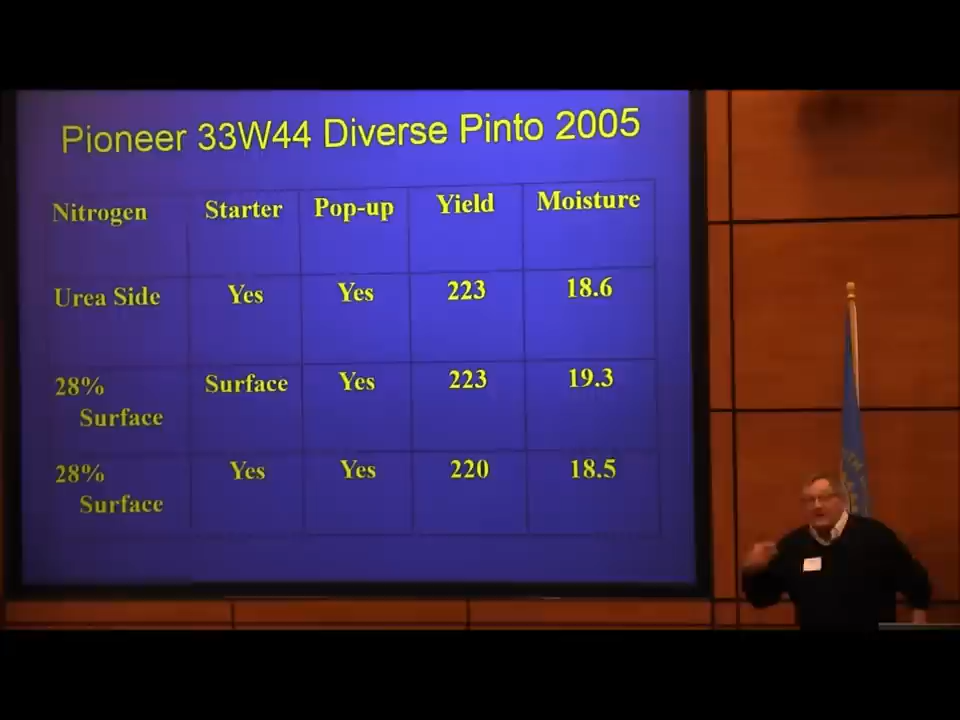 Pioneer 33W44 Diverse Pinto 2005
Nitrogen Starter Pop-up Yield Moisture
Urea Side Yes Yes 223 18.6
28% Surface Yes 223 19.3
Surface
28% Yes Yes 220 18.5
Surface